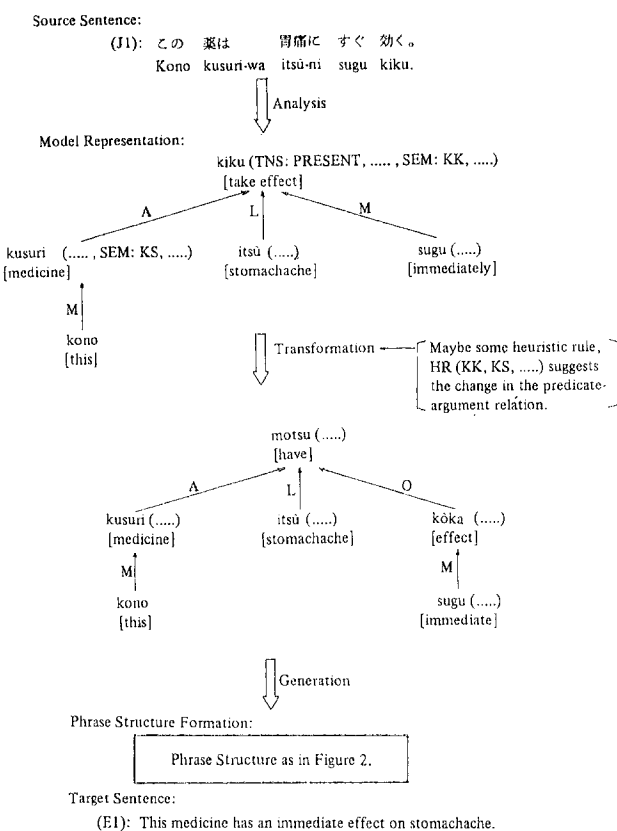 Source Sentence:
(J1): この 薬は 胃痛に すぐ 効く。
Kono kusuri-wa itsū-ni sugu kiku.
Analysis
Model Representation:
kiku (TNS: PRESENT, ..... , SEM: KK, .....)
[take effect]
A L M
kusuri (..... , SEM: KS, .....) itsū (.....) sugu (.....)
[medicine] [stomachache] [immediately]
M
kono
[this]
Transformation
Maybe some heuristic rule,
HR (KK, KS, .....) suggests
the change in the predicate-
argument relation.
motsu (.....)
[have]
A L O
kusuri (.....) itsū (.....) kōka (.....)
[medicine] [stomachache] [effect]
M M
kono sugu (.....)
[this] [immediate]
Generation
Phrase Structure Formation:
Phrase Structure as in Figure 2.
Target Sentence:
(E1): This medicine has an immediate effect on stomachache.